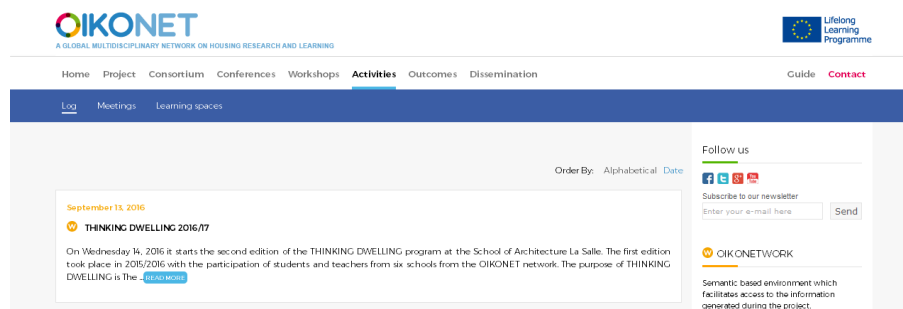 OIKONET
A GLOBAL MULTIDISCIPLINARY NETWORK ON HOUSING RESEARCH AND LEARNING
Lifelong
Learning
Programme
Home Project Consortium Conferences Workshops Activities Outcomes Dissemination Guide Contact
Log Meetings Learning spaces
Order By: Alphabetical Date
September 13, 2016
W THINKING DWELLING 2016/17
On Wednesday 14, 2016 it starts the second edition of the THINKING DWELLING program at the School of Architecture La Salle. The first edition
took place in 2015/2016 with the participation of students and teachers from six schools from the OIKONET network. The purpose of THINKING
DWELLING is The ... READ MORE
Follow us
Subscribe to our newsletter
Enter your e-mail here Send
W OIKONETWORK
Semantic based environment which
facilitates access to the information
generated during the project.